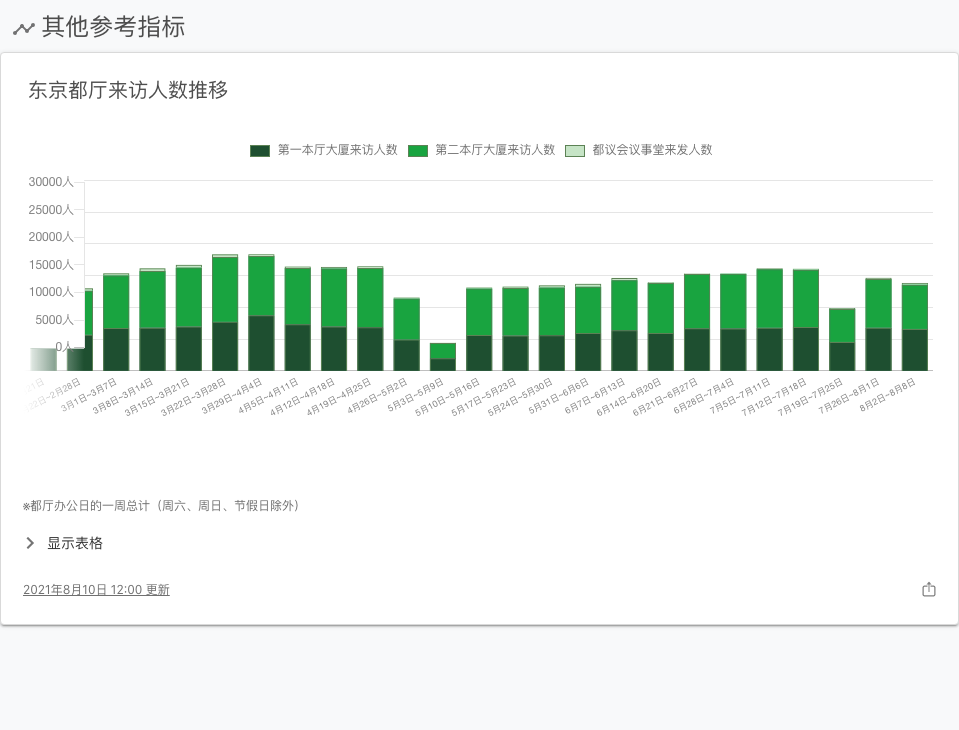 其他参考指标
东京都厅来访人数推移
第一本厅大厦来访人数 第二本厅大厦来访人数 都议会议事堂来发人数
30000人
25000人
20000人
15000人
10000人
5000人
0人
3月1日~3月7日
3月8日~3月14日
3月15日~3月21日
3月22日~3月28日
3月29日~4月4日
4月5日~4月11日
4月12日~4月18日
4月19日~4月25日
4月26日~5月2日
5月3日~5月9日
5月10日~5月16日
5月17日~5月23日
5月24日~5月30日
5月31日~6月6日
6月7日~6月13日
6月14日~6月20日
6月21日~6月27日
6月28日~7月4日
7月5日~7月11日
7月12日~7月18日
7月19日~7月25日
7月26日~8月1日
8月2日~8月8日
※都厅办公日的一周总计（周六、周日、节假日除外）
显示表格
2021年8月10日 12:00 更新